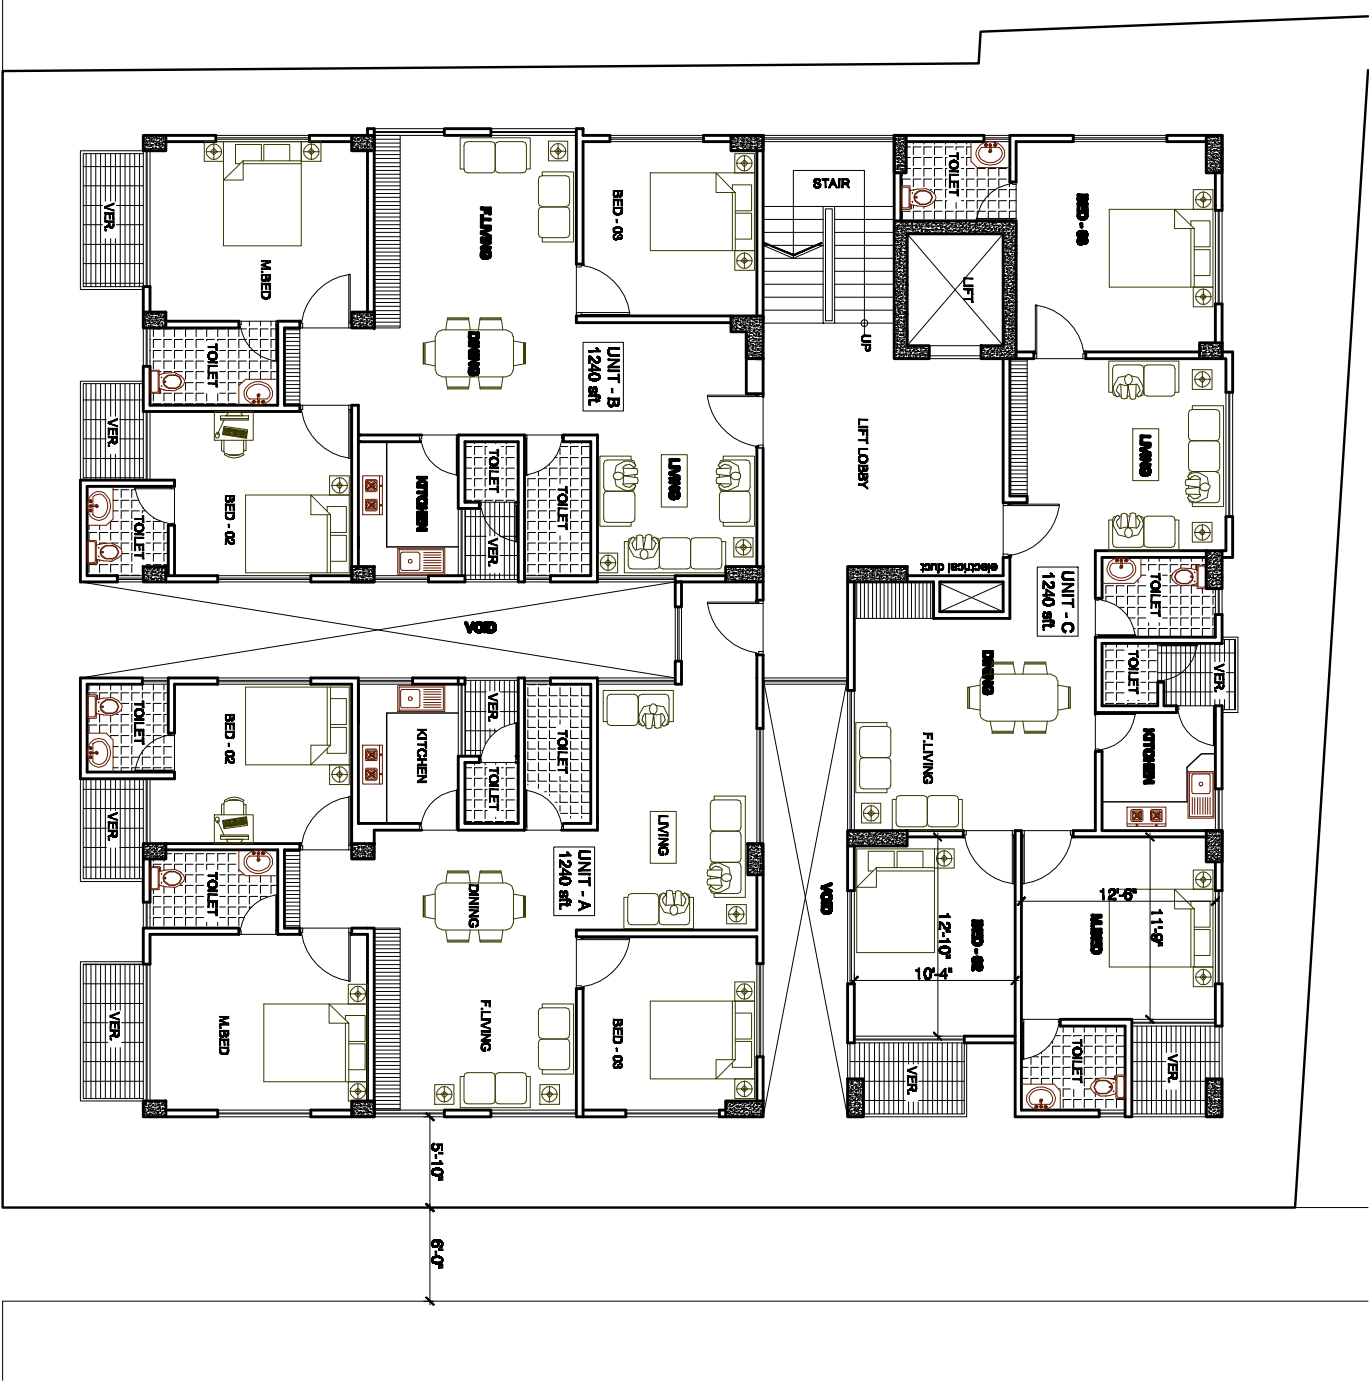 STAIR
TOILET
BED - 03
LIFT
UP
VER.
M.BED
F.LIVING
BED - 03
TOILET
DINING
UNIT - B
1240 sft.
VER.
LIFT LOBBY
LIVING
BED - 02
TOILET
KITCHEN
TOILET
VER.
TOILET
LIVING
electrical duct
UNIT - C
1240 sft.
TOILET
TOILET
VER.
DINING
F.LIVING
KITCHEN
VOID
TOILET
BED - 02
KITCHEN
VER.
TOILET
TOILET
LIVING
VER.
TOILET
UNIT - A
1240 sft.
DINING
VOID
BED - 02
12'-10"
10'-4"
12'-6"
11'-9"
M.BED
VER.
M.BED
F.LIVING
BED - 03
VER.
TOILET
VER.
5'-10"
6'-0"